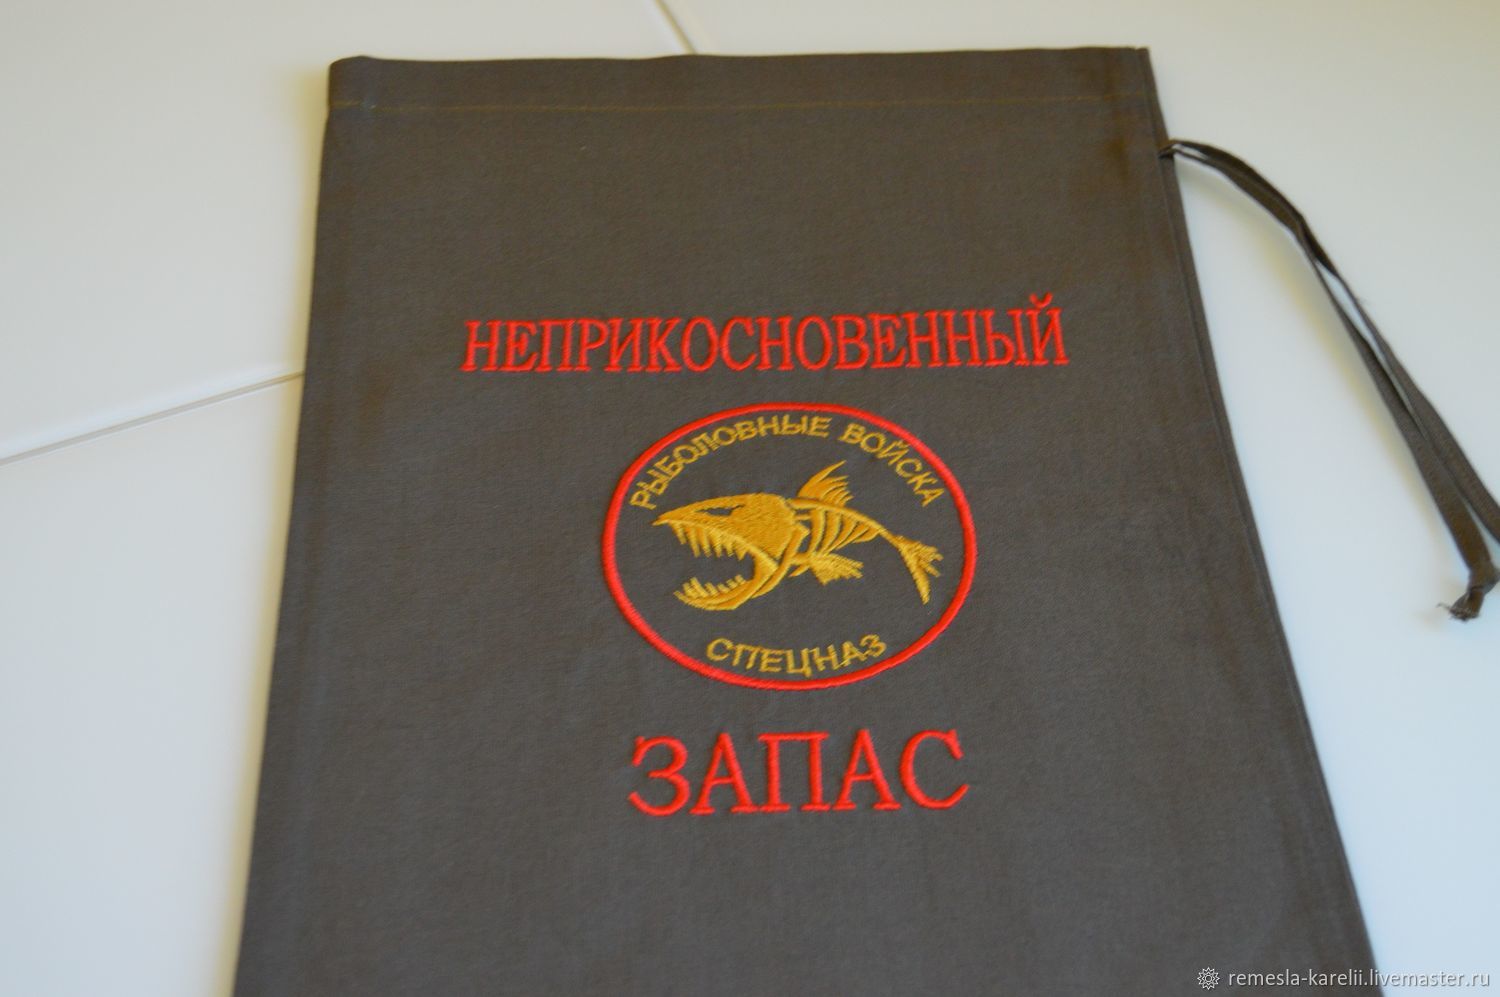 НЕПРИКОСНОВЕННЫЙ
РЫБОЛОВНЫЕ ВОЙСКА
СПЕЦНАЗ
ЗАПАС
remesla-karelii.livemaster.ru